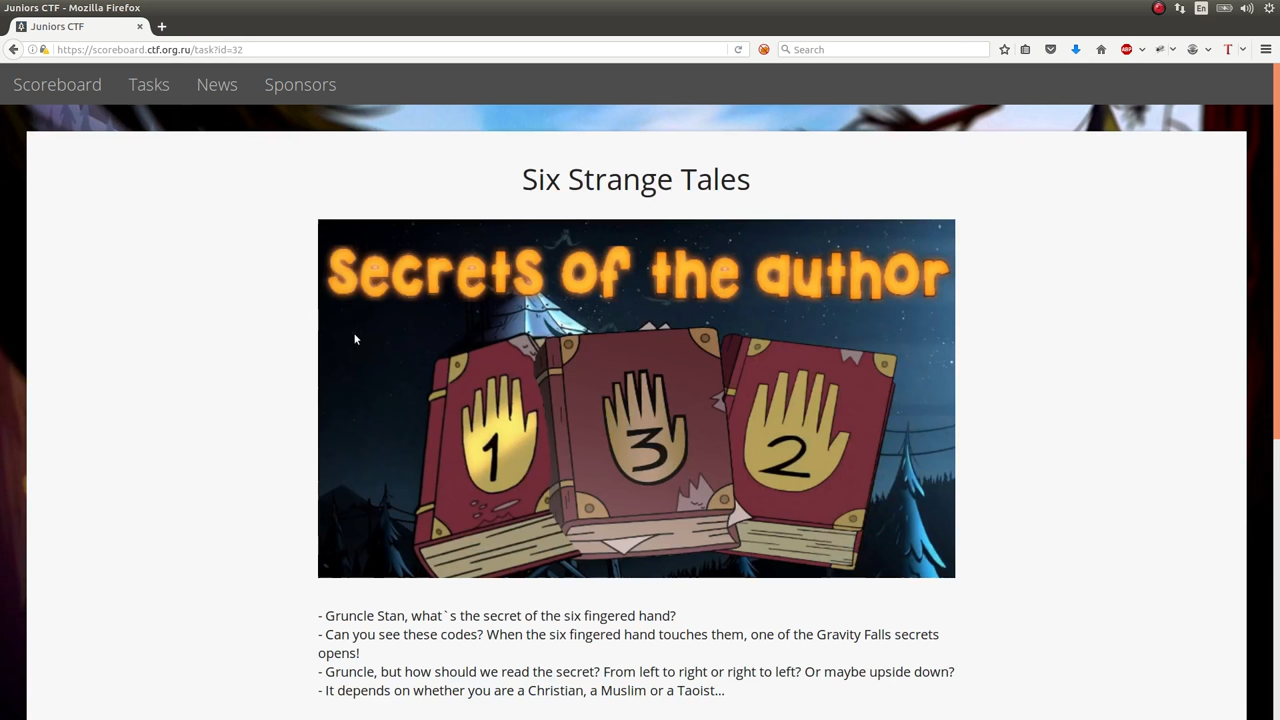 Juniors CTF - Mozilla Firefox
En
Juniors CTF
https://scoreboard.ctf.org.ru/task?id=32
Search
ABP
T
Scoreboard Tasks News Sponsors
Six Strange Tales
Secrets of the author
1 3 2
- Gruncle Stan, what`s the secret of the six fingered hand?
- Can you see these codes? When the six fingered hand touches them, one of the Gravity Falls secrets
opens!
- Gruncle, but how should we read the secret? From left to right or right to left? Or maybe upside down?
- It depends on whether you are a Christian, a Muslim or a Taoist...